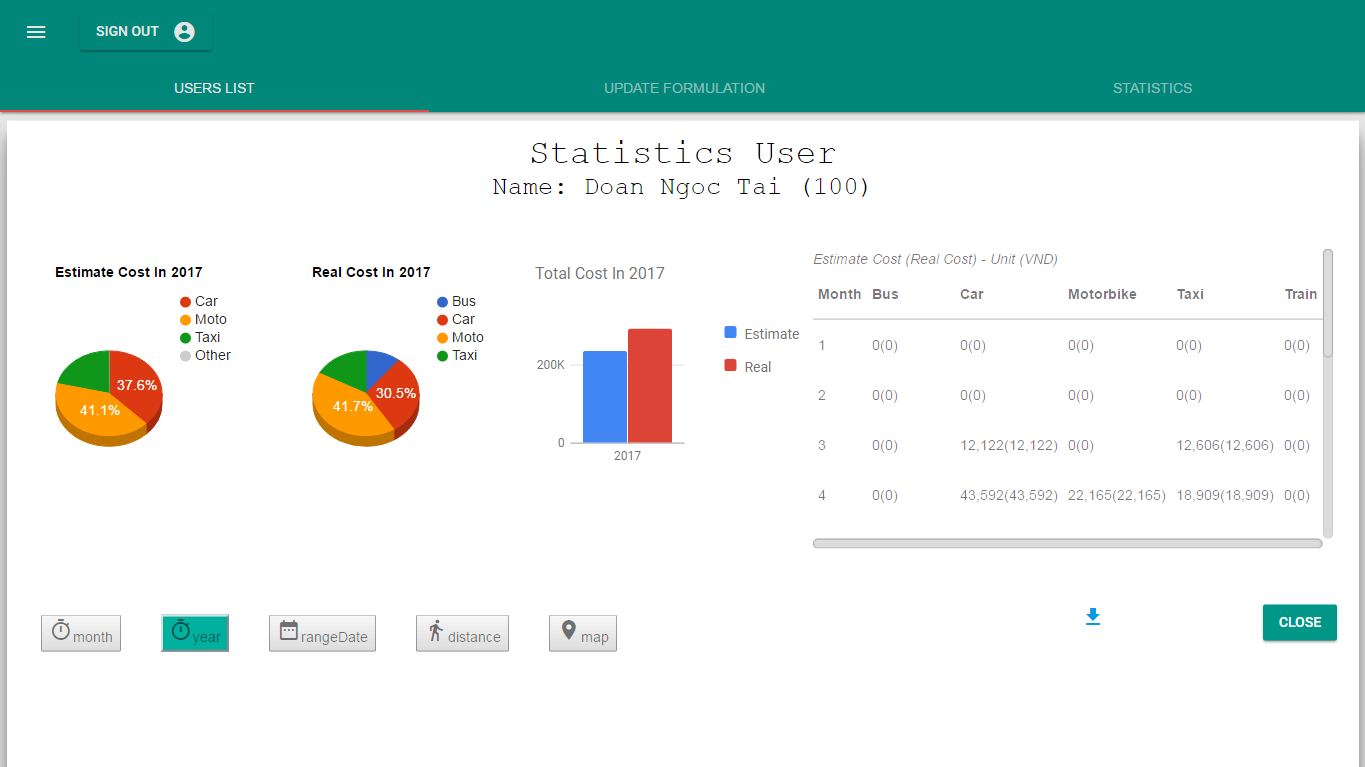 SIGN OUT
USERS LIST UPDATE FORMULATION STATISTICS
Statistics User
Name: Doan Ngoc Tai (100)
Estimate Cost In 2017
Car
Moto
Taxi
Other
37.6%
41.1%
Real Cost In 2017
Bus
Car
Moto
Taxi
30.5%
41.7%
Total Cost In 2017
200K
0
2017
Estimate
Real
Estimate Cost (Real Cost) - Unit (VND)
Month Bus Car Motorbike Taxi Train
1 0(0) 0(0) 0(0) 0(0) 0(0)
2 0(0) 0(0) 0(0) 0(0) 0(0)
3 0(0) 12,122(12,122) 0(0) 12,606(12,606) 0(0)
4 0(0) 43,592(43,592) 22,165(22,165) 18,909(18,909) 0(0)
month year rangeDate distance map
CLOSE